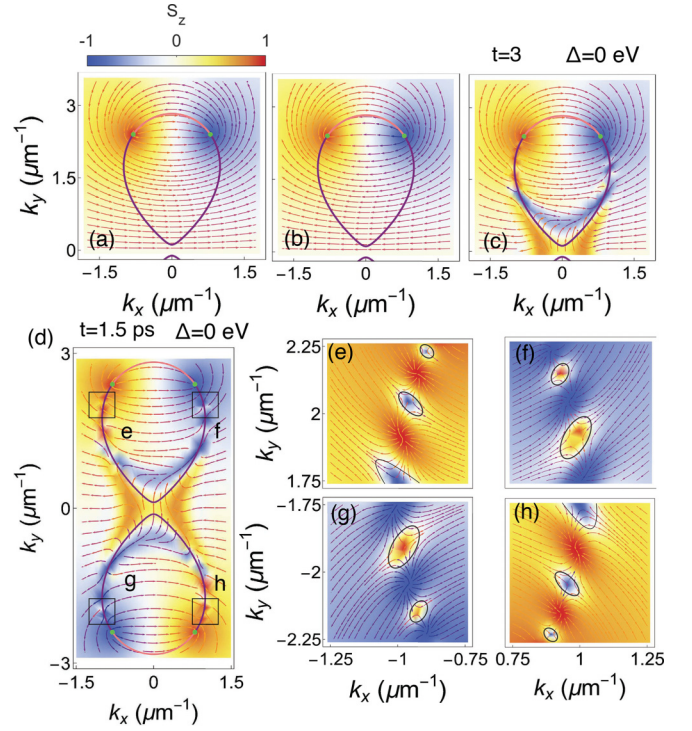 S_z
-1 0 1
t=3 Δ=0 eV
k_y (μm⁻¹)
3
1.5
0
(a) (b) (c)
-1.5 0 1.5 -1.5 0 1.5 -1.5 0 1.5
k_x (μm⁻¹) k_x (μm⁻¹) k_x (μm⁻¹)
(d) t=1.5 ps Δ=0 eV
k_y (μm⁻¹)
3
0
-3
e f
g h
-1.5 0 1.5
k_x (μm⁻¹)
(e) (f)
k_y (μm⁻¹)
2.25
2
1.75
(g) (h)
k_y (μm⁻¹)
-1.75
-2
-2.25
-1.25 -1 -0.75 0.75 1 1.25
k_x (μm⁻¹) k_x (μm⁻¹)